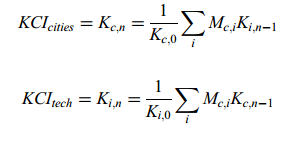 $KCI_{cities} = K_{c,n} = \frac{1}{K_{c,0}} \sum_{i} M_{c,i} K_{i,n-1}$
$KCI_{tech} = K_{i,n} = \frac{1}{K_{i,0}} \sum_{i} M_{c,i} K_{c,n-1}$